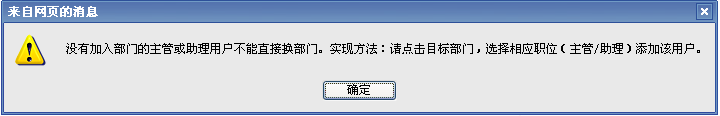 来自网页的消息
没有加入部门的主管或助理用户不能直接换部门。实现方法：请点击目标部门，选择相应职位（主管/助理）添加该用户。
确定